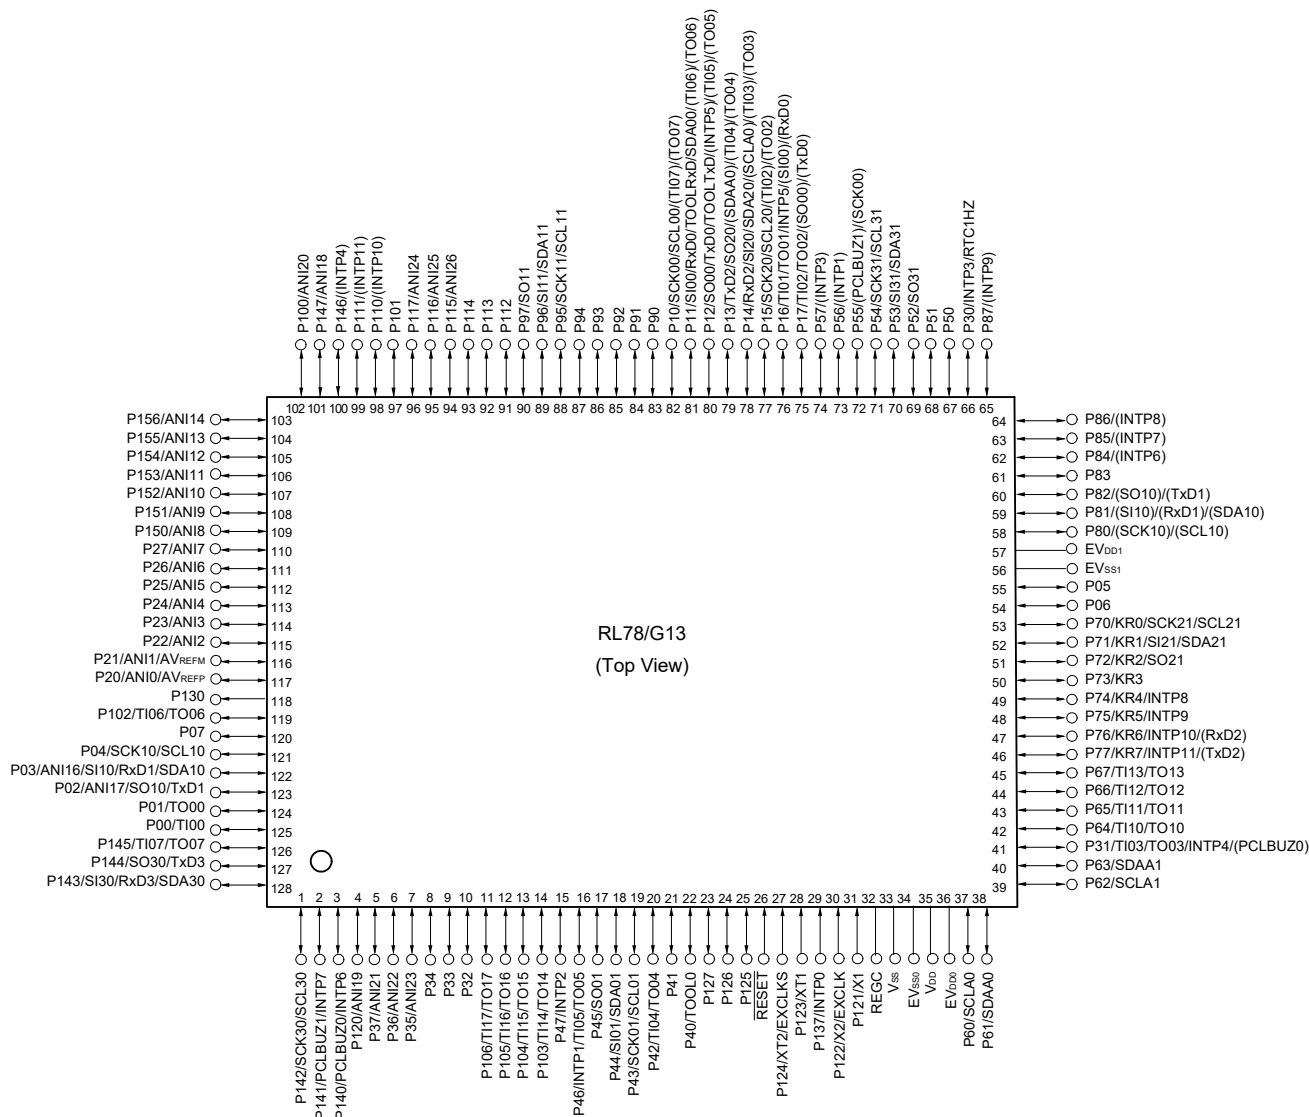 P100/ANI20
P147/ANI18
P146/(INTP4)
P111/(INTP11)
P110/(INTP10)
P101
P117/ANI24
P116/ANI25
P115/ANI26
P114
P113
P112
P97/SO11
P96/SI11/SDA11
P95/SCK11/SCL11
P94
P93
P92
P91
P90
P10/SCK00/SCL00/(TI07)/(TO07)
P11/SI00/RxD0/TOOLRxD/SDA00/(TI06)/(TO06)
P12/SO00/TxD0/TOOLTxD/(INTP5)/(TI05)/(TO05)
P13/TxD2/SO20/(SDAA0)/(TI04)/(TO04)
P14/RxD2/SI20/SDA20/(SCLA0)/(TI03)/(TO03)
P15/SCK20/SCL20/(TI02)/(TO02)
P16/TI01/TO01/INTP5/(SI00)/(RxD0)
P17/TI02/TO02/(SO00)/(TxD0)
P57/(INTP3)
P56/(INTP1)
P55/(PCLBUZ1)/(SCK00)
P54/SCK31/SCL31
P53/SI31/SDA31
P52/SO31
P51
P50
P30/INTP3/RTC1HZ
P87/(INTP9)
102 101 100 99 98 97 96 95 94 93 92 91 90 89 88 87 86 85 84 83 82 81 80 79 78 77 76 75 74 73 72 71 70 69 68 67 66 65
P156/ANI14 103
P155/ANI13 104
P154/ANI12 105
P153/ANI11 106
P152/ANI10 107
P151/ANI9 108
P150/ANI8 109
P27/ANI7 110
P26/ANI6 111
P25/ANI5 112
P24/ANI4 113
P23/ANI3 114
P22/ANI2 115
P21/ANI1/AVREFM 116
P20/ANI0/AVREFP 117
P130 118
P102/TI06/TO06 119
P07 120
P04/SCK10/SCL10 121
P03/ANI16/SI10/RxD1/SDA10 122
P02/ANI17/SO10/TxD1 123
P01/TO00 124
P00/TI00 125
P145/TI07/TO07 126
P144/SO30/TxD3 127
P143/SI30/RxD3/SDA30 128
RL78/G13
(Top View)
64 P86/(INTP8)
63 P85/(INTP7)
62 P84/(INTP6)
61 P83
60 P82/(SO10)/(TxD1)
59 P81/(SI10)/(RxD1)/(SDA10)
58 P80/(SCK10)/(SCL10)
57 EVDD1
56 EVSS1
55 P05
54 P06
53 P70/KR0/SCK21/SCL21
52 P71/KR1/SI21/SDA21
51 P72/KR2/SO21
50 P73/KR3
49 P74/KR4/INTP8
48 P75/KR5/INTP9
47 P76/KR6/INTP10/(RxD2)
46 P77/KR7/INTP11/(TxD2)
45 P67/TI13/TO13
44 P66/TI12/TO12
43 P65/TI11/TO11
42 P64/TI10/TO10
41 P31/TI03/TO03/INTP4/(PCLBUZ0)
40 P63/SDAA1
39 P62/SCLA1
1 2 3 4 5 6 7 8 9 10 11 12 13 14 15 16 17 18 19 20 21 22 23 24 25 26 27 28 29 30 31 32 33 34 35 36 37 38
P142/SCK30/SCL30
P141/PCLBUZ1/INTP7
P140/PCLBUZ0/INTP6
P120/ANI19
P37/ANI21
P36/ANI22
P35/ANI23
P34
P33
P32
P106/TI17/TO17
P105/TI16/TO16
P104/TI15/TO15
P103/TI14/TO14
P47/INTP2
P46/INTP1/TI05/TO05
P45/SO01
P44/SI01/SDA01
P43/SCK01/SCL01
P42/TI04/TO04
P41
P40/TOOL0
P127
P126
P125
RESET
P124/XT2/EXCLKS
P123/XT1
P137/INTP0
P122/X2/EXCLK
P121/X1
REGC
VSS
EVSS0
VDD
EVDD0
P60/SCLA0
P61/SDAA0